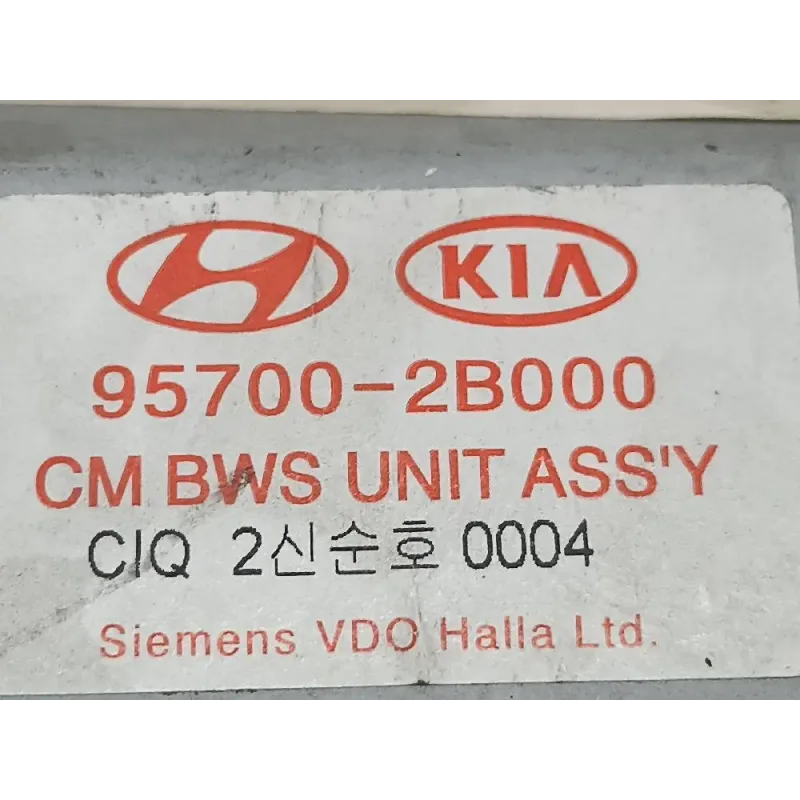 KIA
95700-2B000
CM BWS UNIT ASS'Y
CIQ 2신순호 0004
Siemens VDO Halla Ltd.